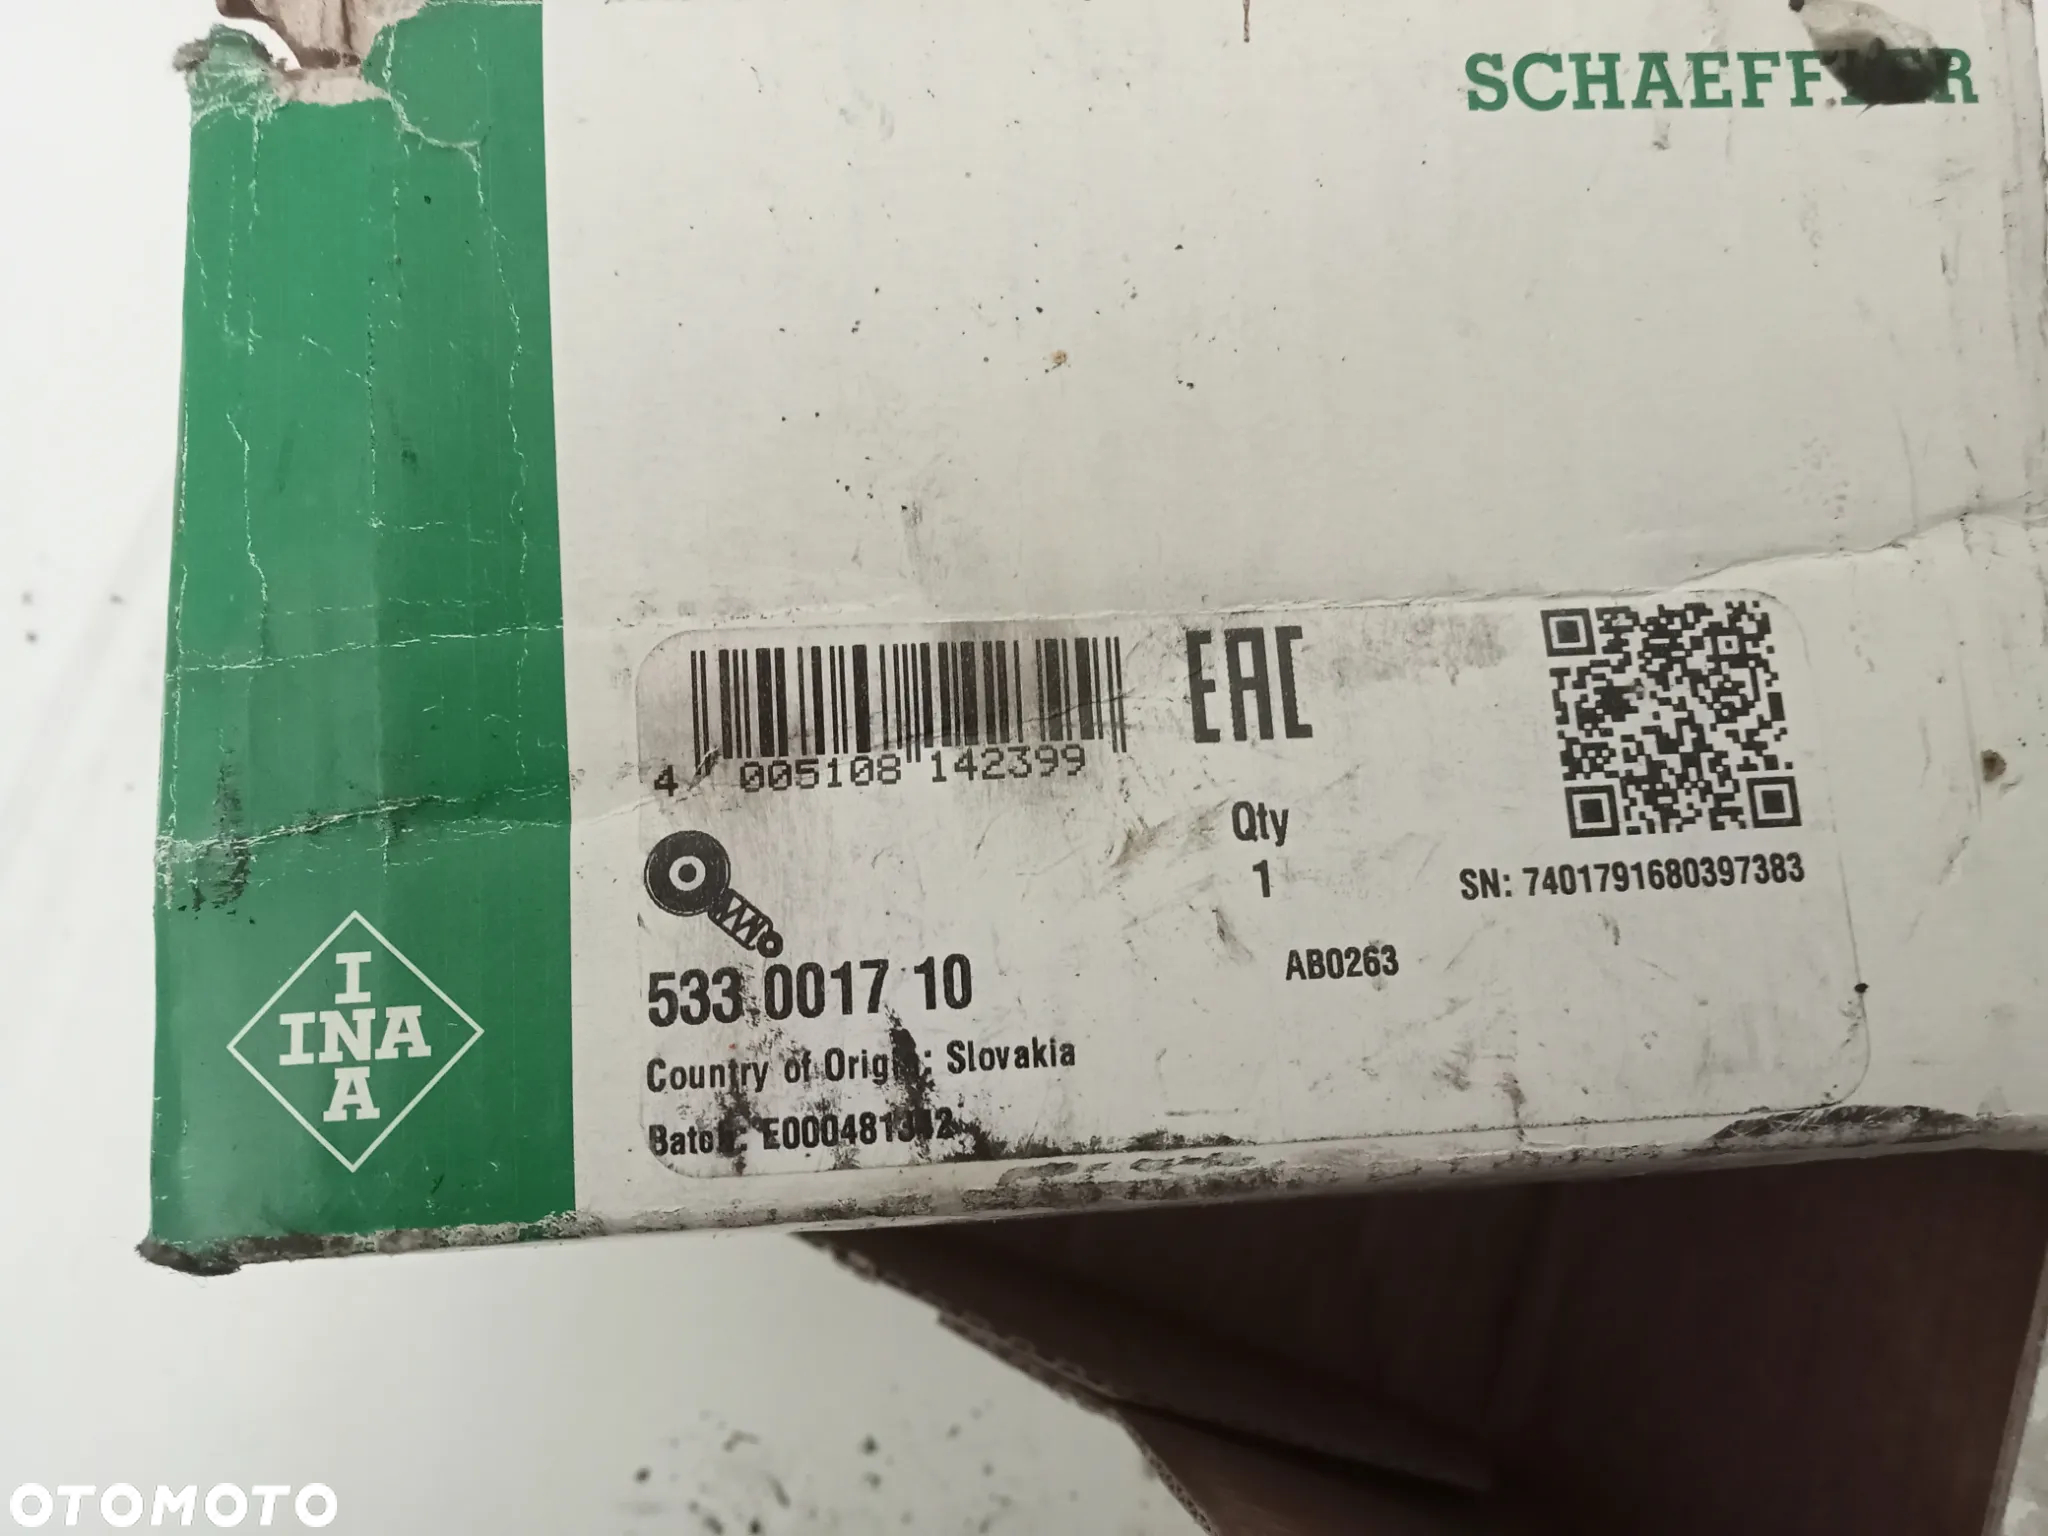 SCHAEFFLER
EAC
4 005108 142399
Qty
1
SN: 7401791680397383
533 0017 10
AB0263
Country of Origin: Slovakia
Batch:
I
INA
A
OTOMOTO